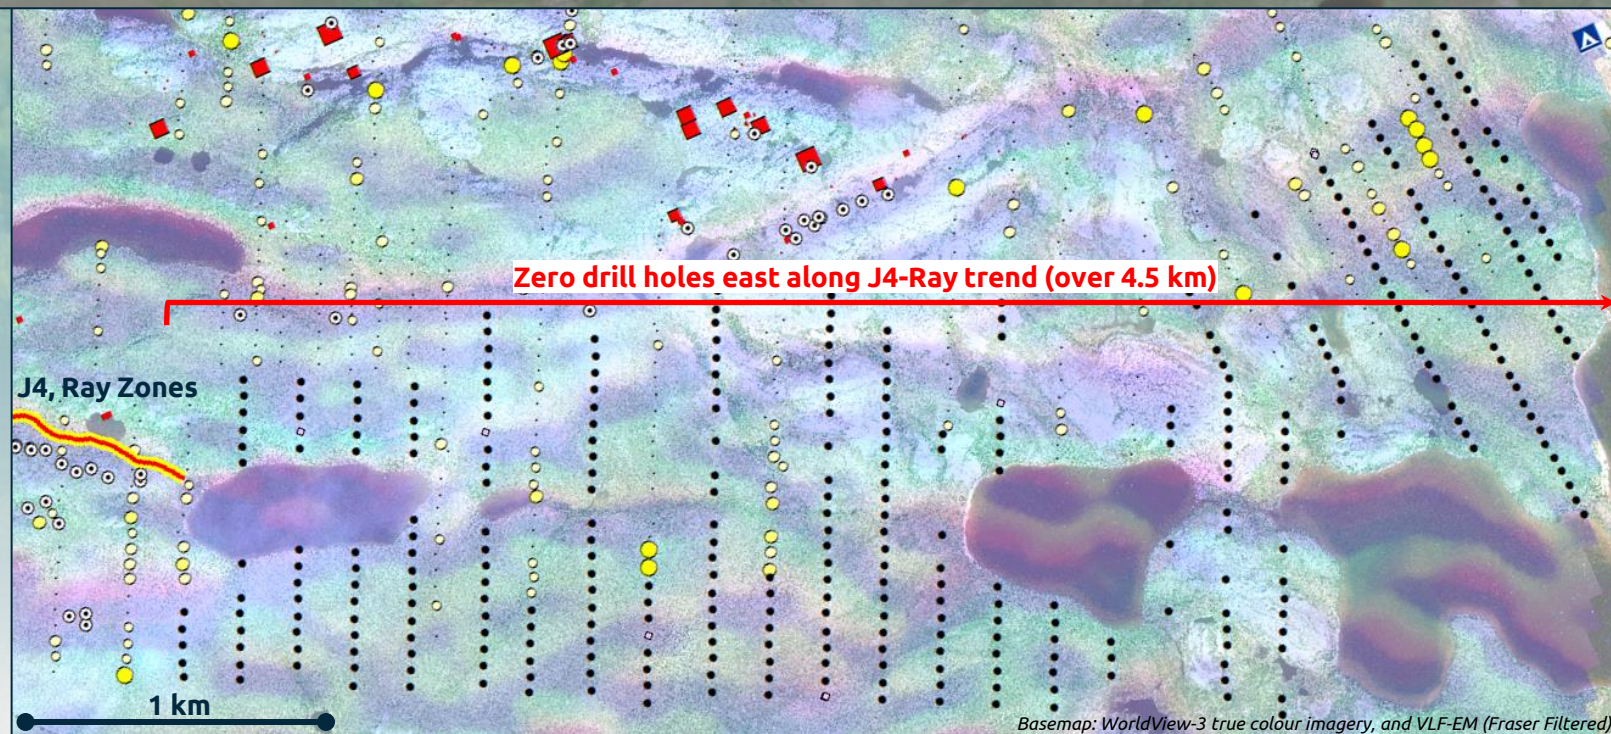 Zero drill holes east along J4-Ray trend (over 4.5 km)
J4, Ray Zones
1 km
Basemap: WorldView-3 true colour imagery, and VLF-EM (Fraser Filtered)